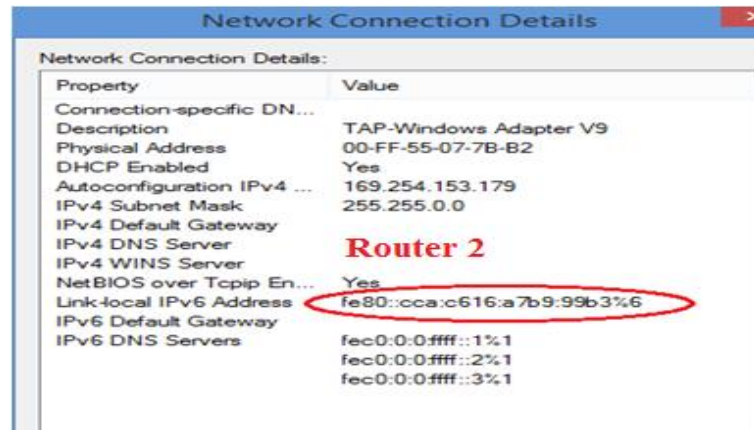 Network Connection Details
Network Connection Details:
Property Value
Connection-specific DN...
Description TAP-Windows Adapter V9
Physical Address 00-FF-55-07-7B-B2
DHCP Enabled Yes
Autoconfiguration IPv4 ... 169.254.153.179
IPv4 Subnet Mask 255.255.0.0
IPv4 Default Gateway
IPv4 DNS Server
Router 2
IPv4 WINS Server
NetBIOS over Tcpip En... Yes
Link-local IPv6 Address fe80::cca:c616:a7b9:99b3%6
IPv6 Default Gateway
IPv6 DNS Servers fec0:0:0:ffff::1%1
fec0:0:0:ffff::2%1
fec0:0:0:ffff::3%1